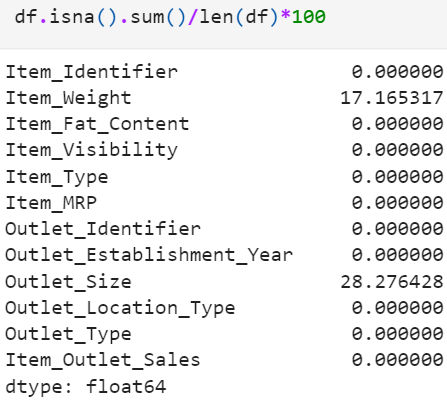 df.isna().sum()/len(df)*100
Item_Identifier 0.000000
Item_Weight 17.165317
Item_Fat_Content 0.000000
Item_Visibility 0.000000
Item_Type 0.000000
Item_MRP 0.000000
Outlet_Identifier 0.000000
Outlet_Establishment_Year 0.000000
Outlet_Size 28.276428
Outlet_Location_Type 0.000000
Outlet_Type 0.000000
Item_Outlet_Sales 0.000000
dtype: float64